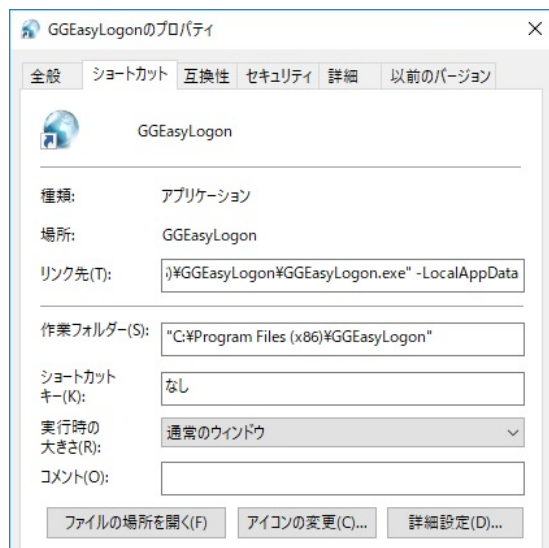 GGEasyLogonのプロパティ
全般 ショートカット 互換性 セキュリティ 詳細 以前のバージョン
GGEasyLogon
種類: アプリケーション
場所: GGEasyLogon
リンク先(T): )¥GGEasyLogon¥GGEasyLogon.exe" -LocalAppData
作業フォルダー(S): "C:¥Program Files (x86)¥GGEasyLogon"
ショートカット
キー(K): なし
実行時の
大きさ(R): 通常のウィンドウ
コメント(O):
ファイルの場所を開く(F) アイコンの変更(C)... 詳細設定(D)...